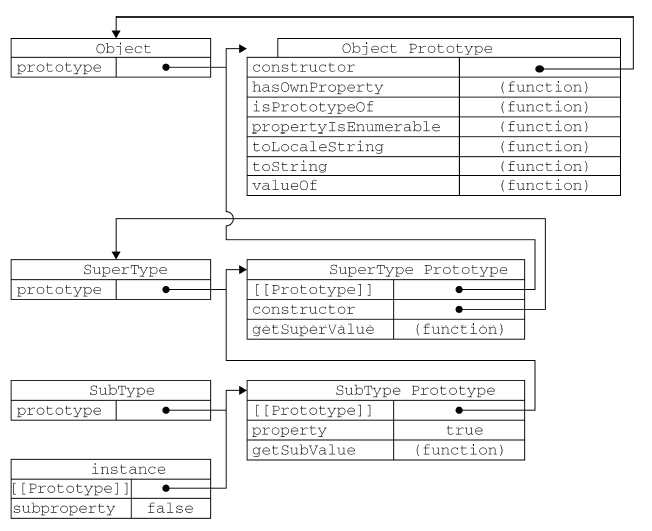 Object
prototype
Object Prototype
constructor
hasOwnProperty (function)
isPrototypeOf (function)
propertyIsEnumerable (function)
toLocaleString (function)
toString (function)
valueOf (function)
SuperType
prototype
SuperType Prototype
[[Prototype]]
constructor
getSuperValue (function)
SubType
prototype
SubType Prototype
[[Prototype]]
property true
getSubValue (function)
instance
[[Prototype]]
subproperty false